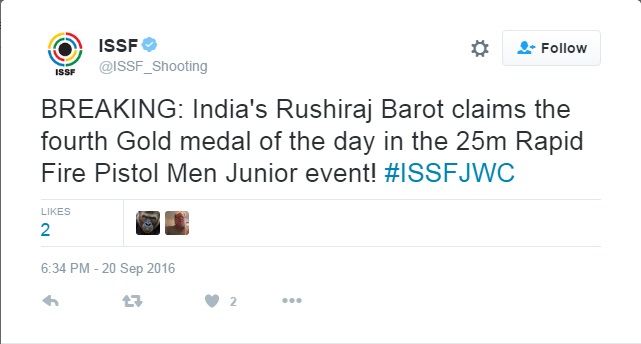 ISSF
ISSF
@ISSF_Shooting
Follow
BREAKING: India's Rushiraj Barot claims the
fourth Gold medal of the day in the 25m Rapid
Fire Pistol Men Junior event! #ISSFJWC
LIKES
2
6:34 PM - 20 Sep 2016
2